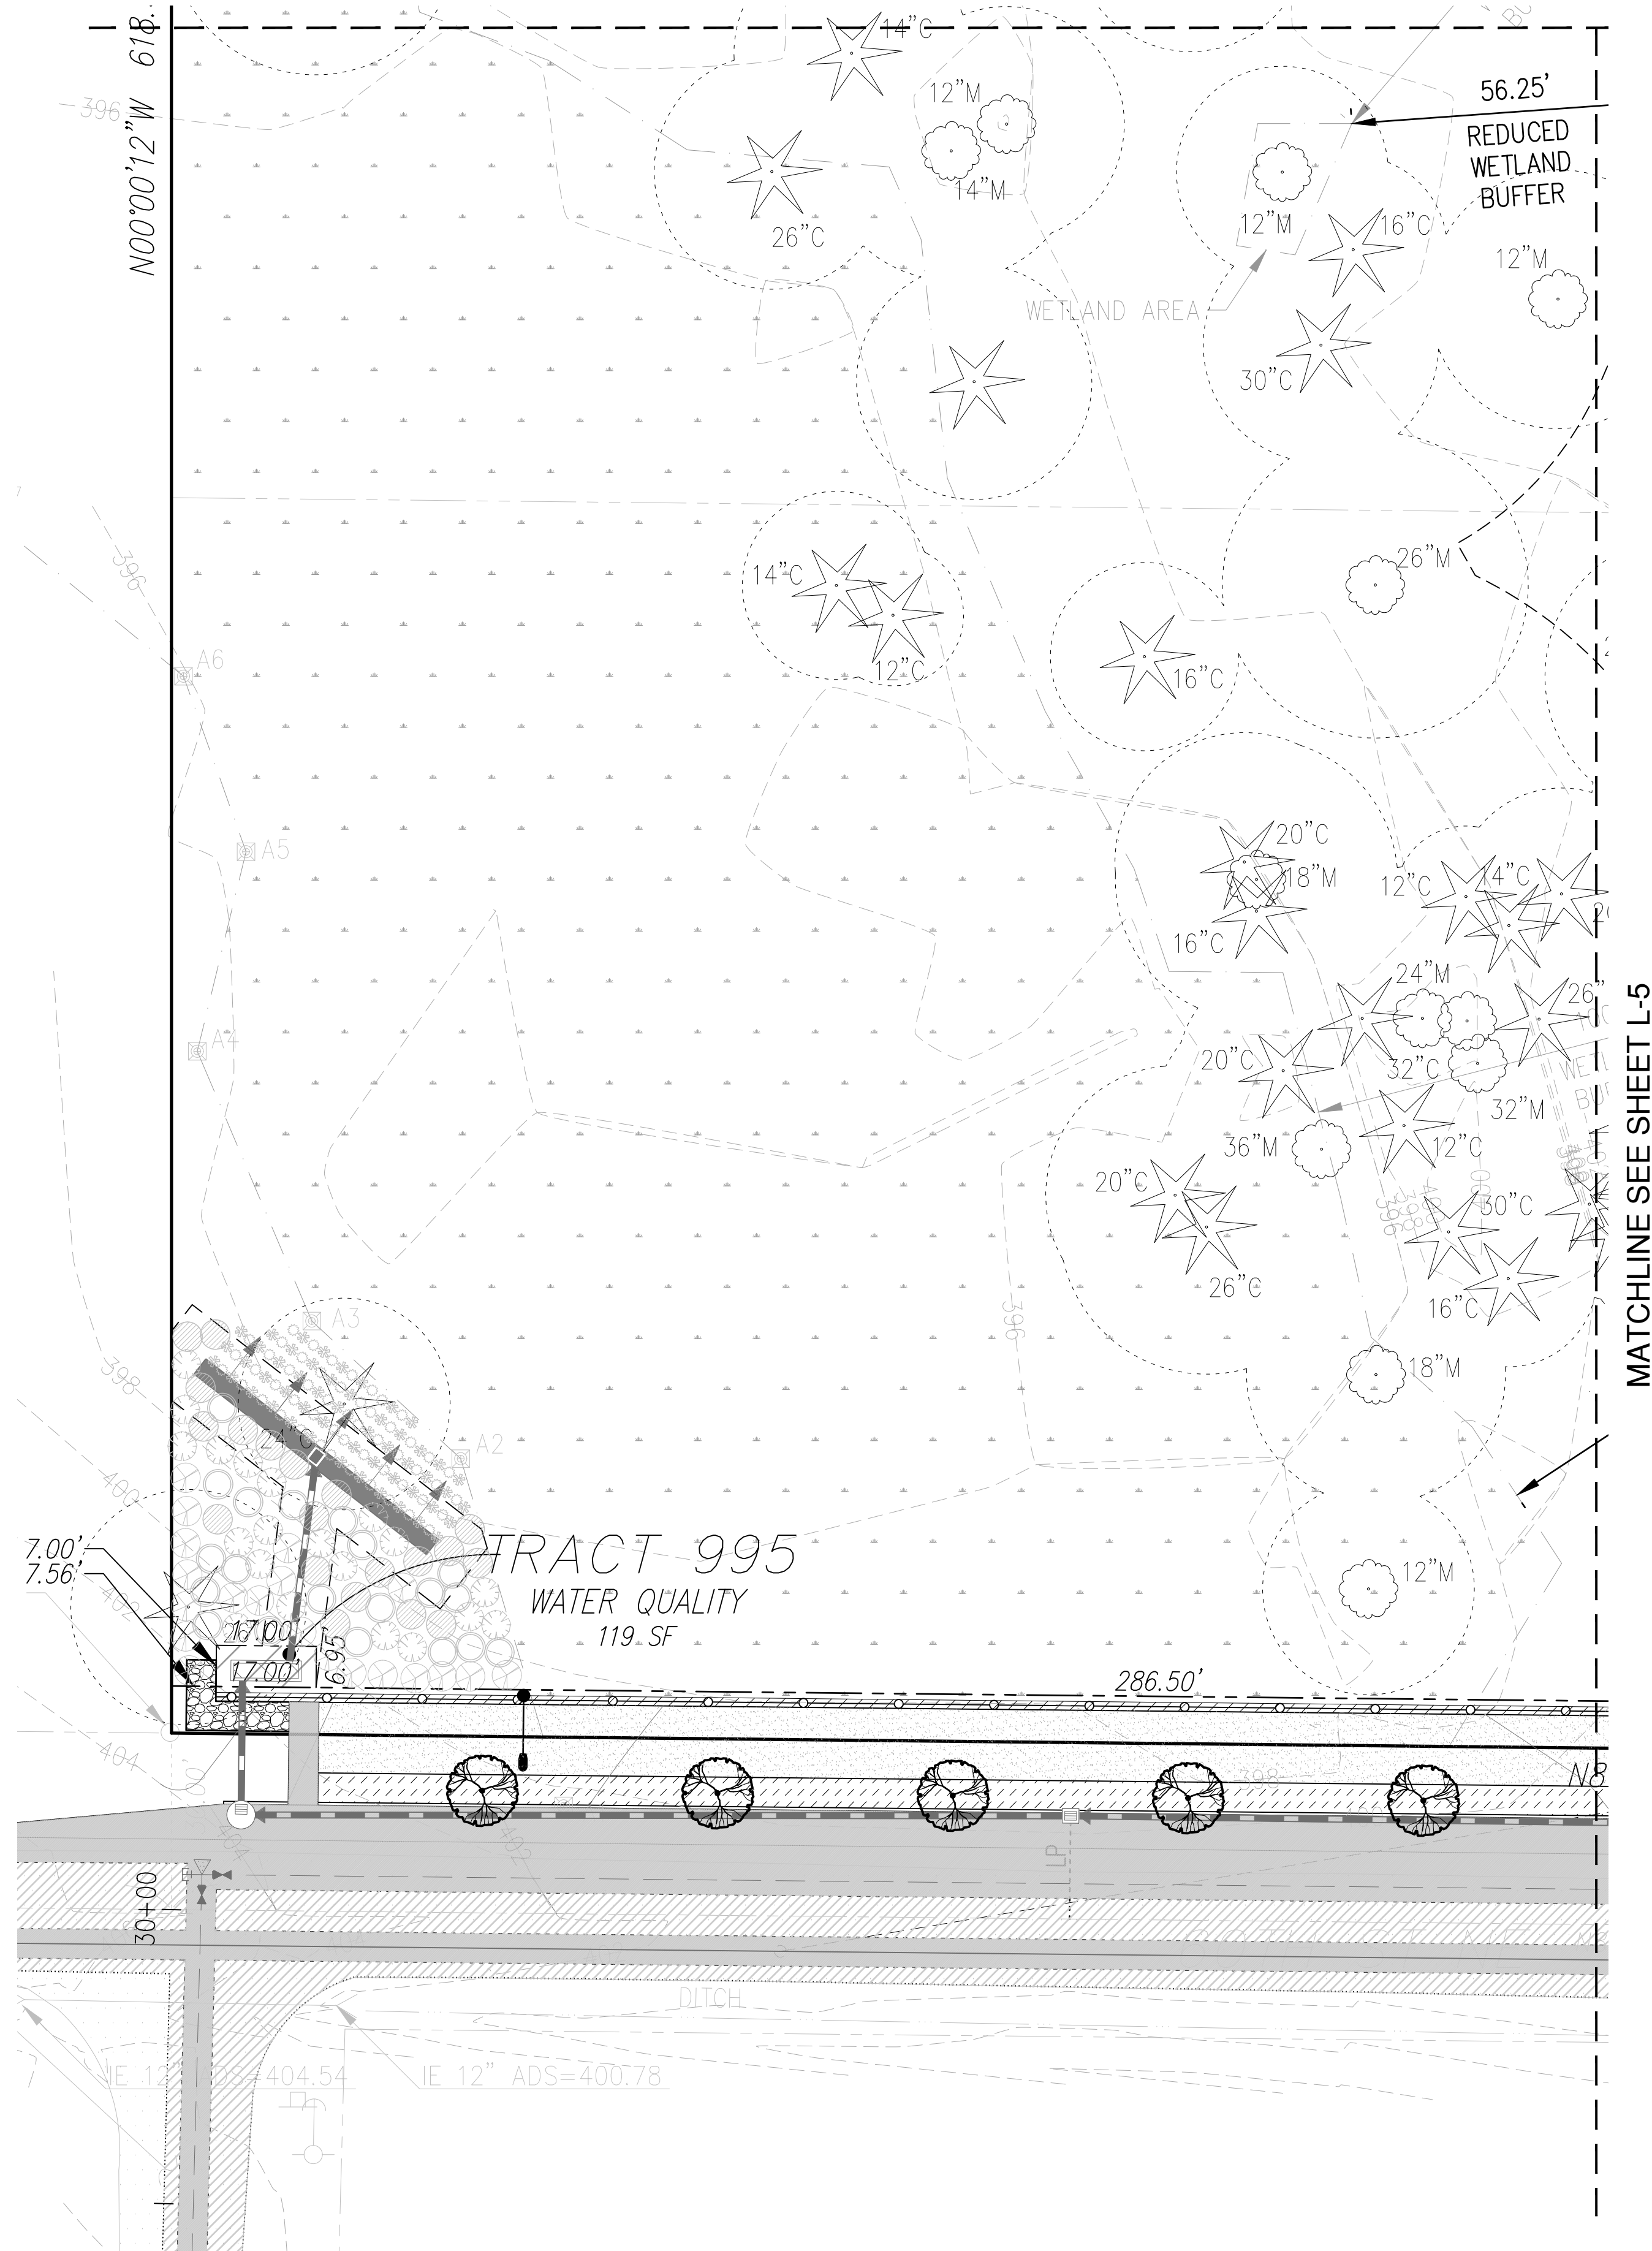 N00°00'12"W 618.
396
14"C
12"M
14"M
26"C
56.25'
REDUCED
WETLAND
BUFFER
12"M
16"C
12"M
WETLAND AREA
30"C
396
14"C
12"C
26"M
16"C
A6
A5
A4
20"C
18"M
16"C
12"C
14"C
24"M
26"
20"C
32"C
32"M
36"M
12"C
20"C
26"C
30"C
16"C
396
18"M
MATCHLINE SEE SHEET L-5
A3
398
24"C
A2
400
7.00'
7.56'
402
TRACT 995
WATER QUALITY
119 SF
12"M
17.00'
17.00'
6.95'
286.50'
404
398
N8
404
402
LP
30+00
DITCH
IE 12" ADS=404.54
IE 12" ADS=400.78